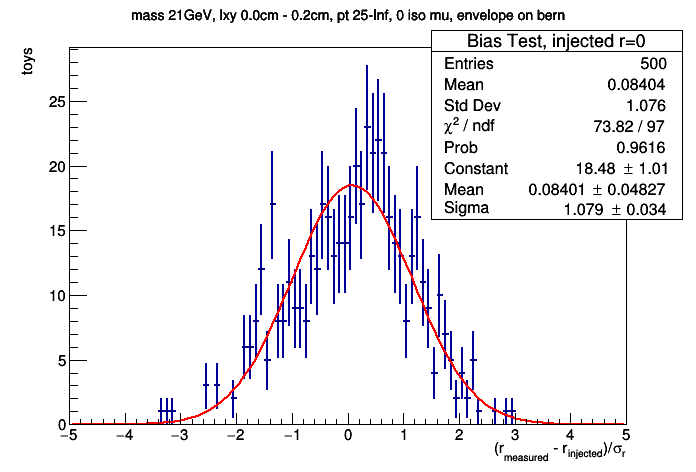 mass 21GeV, lxy 0.0cm - 0.2cm, pt 25-Inf, 0 iso mu, envelope on bern
Bias Test, injected r=0
Entries 500
Mean 0.08404
Std Dev 1.076
χ² / ndf 73.82 / 97
Prob 0.9616
Constant 18.48 ± 1.01
Mean 0.08401 ± 0.04827
Sigma 1.079 ± 0.034
toys
25
20
15
10
5
0
−5 −4 −3 −2 −1 0 1 2 3 4 5
(r_measured - r_injected)/σ_r